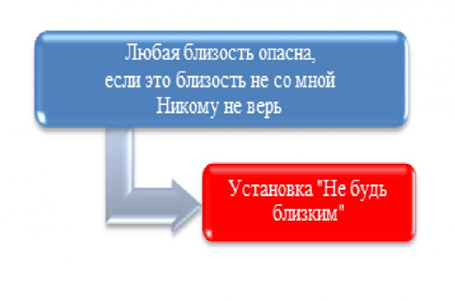 Любая близость опасна,
если это близость не со мной
Никому не верь
Установка "Не будь
близким"